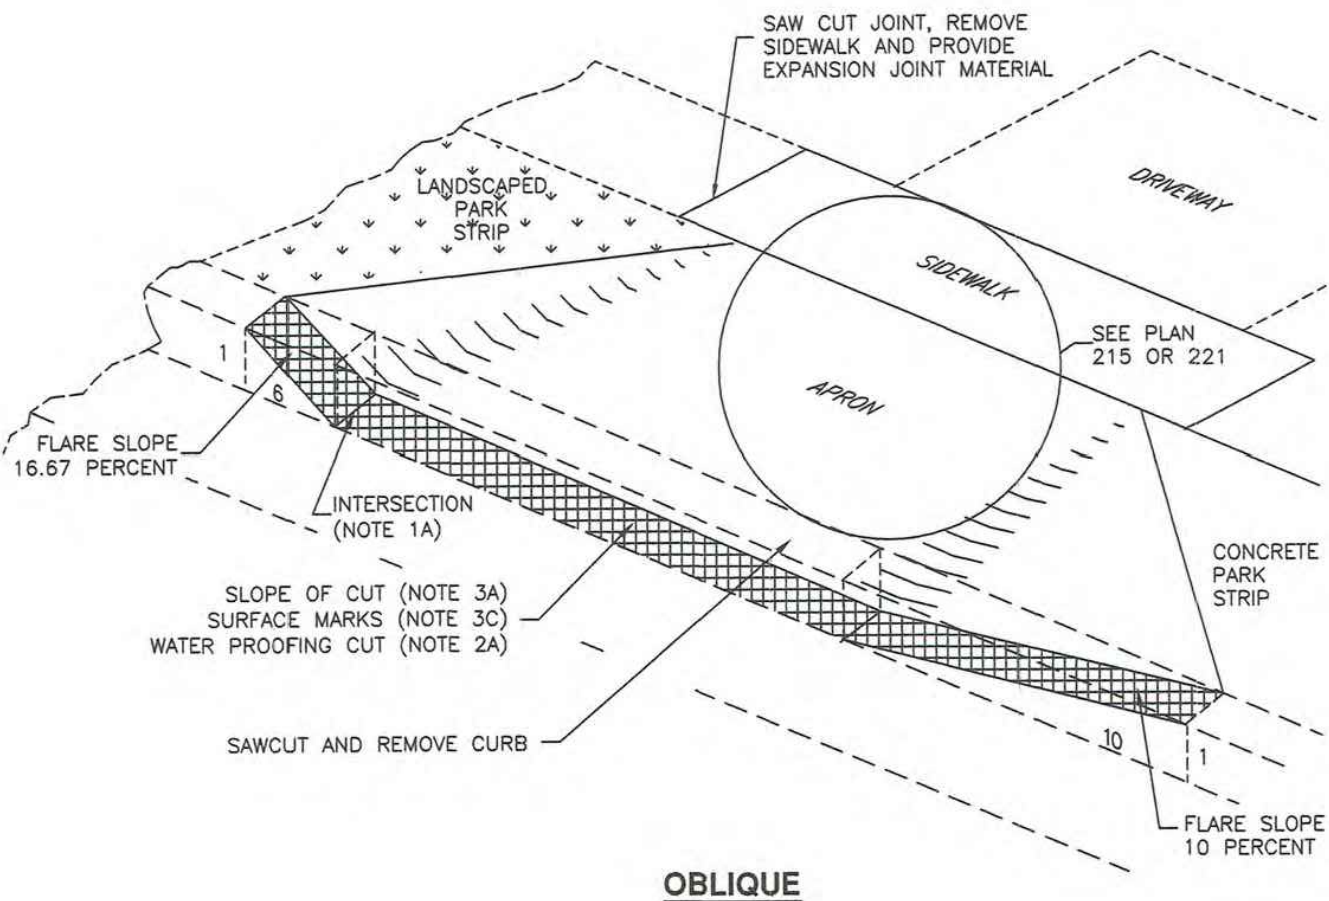 SAW CUT JOINT, REMOVE
SIDEWALK AND PROVIDE
EXPANSION JOINT MATERIAL
LANDSCAPED
PARK
STRIP
DRIVEWAY
SIDEWALK
SEE PLAN
215 OR 221
APRON
1
6
FLARE SLOPE
16.67 PERCENT
INTERSECTION
(NOTE 1A)
CONCRETE
PARK
STRIP
SLOPE OF CUT (NOTE 3A)
SURFACE MARKS (NOTE 3C)
WATER PROOFING CUT (NOTE 2A)
SAWCUT AND REMOVE CURB
10
1
FLARE SLOPE
10 PERCENT
OBLIQUE